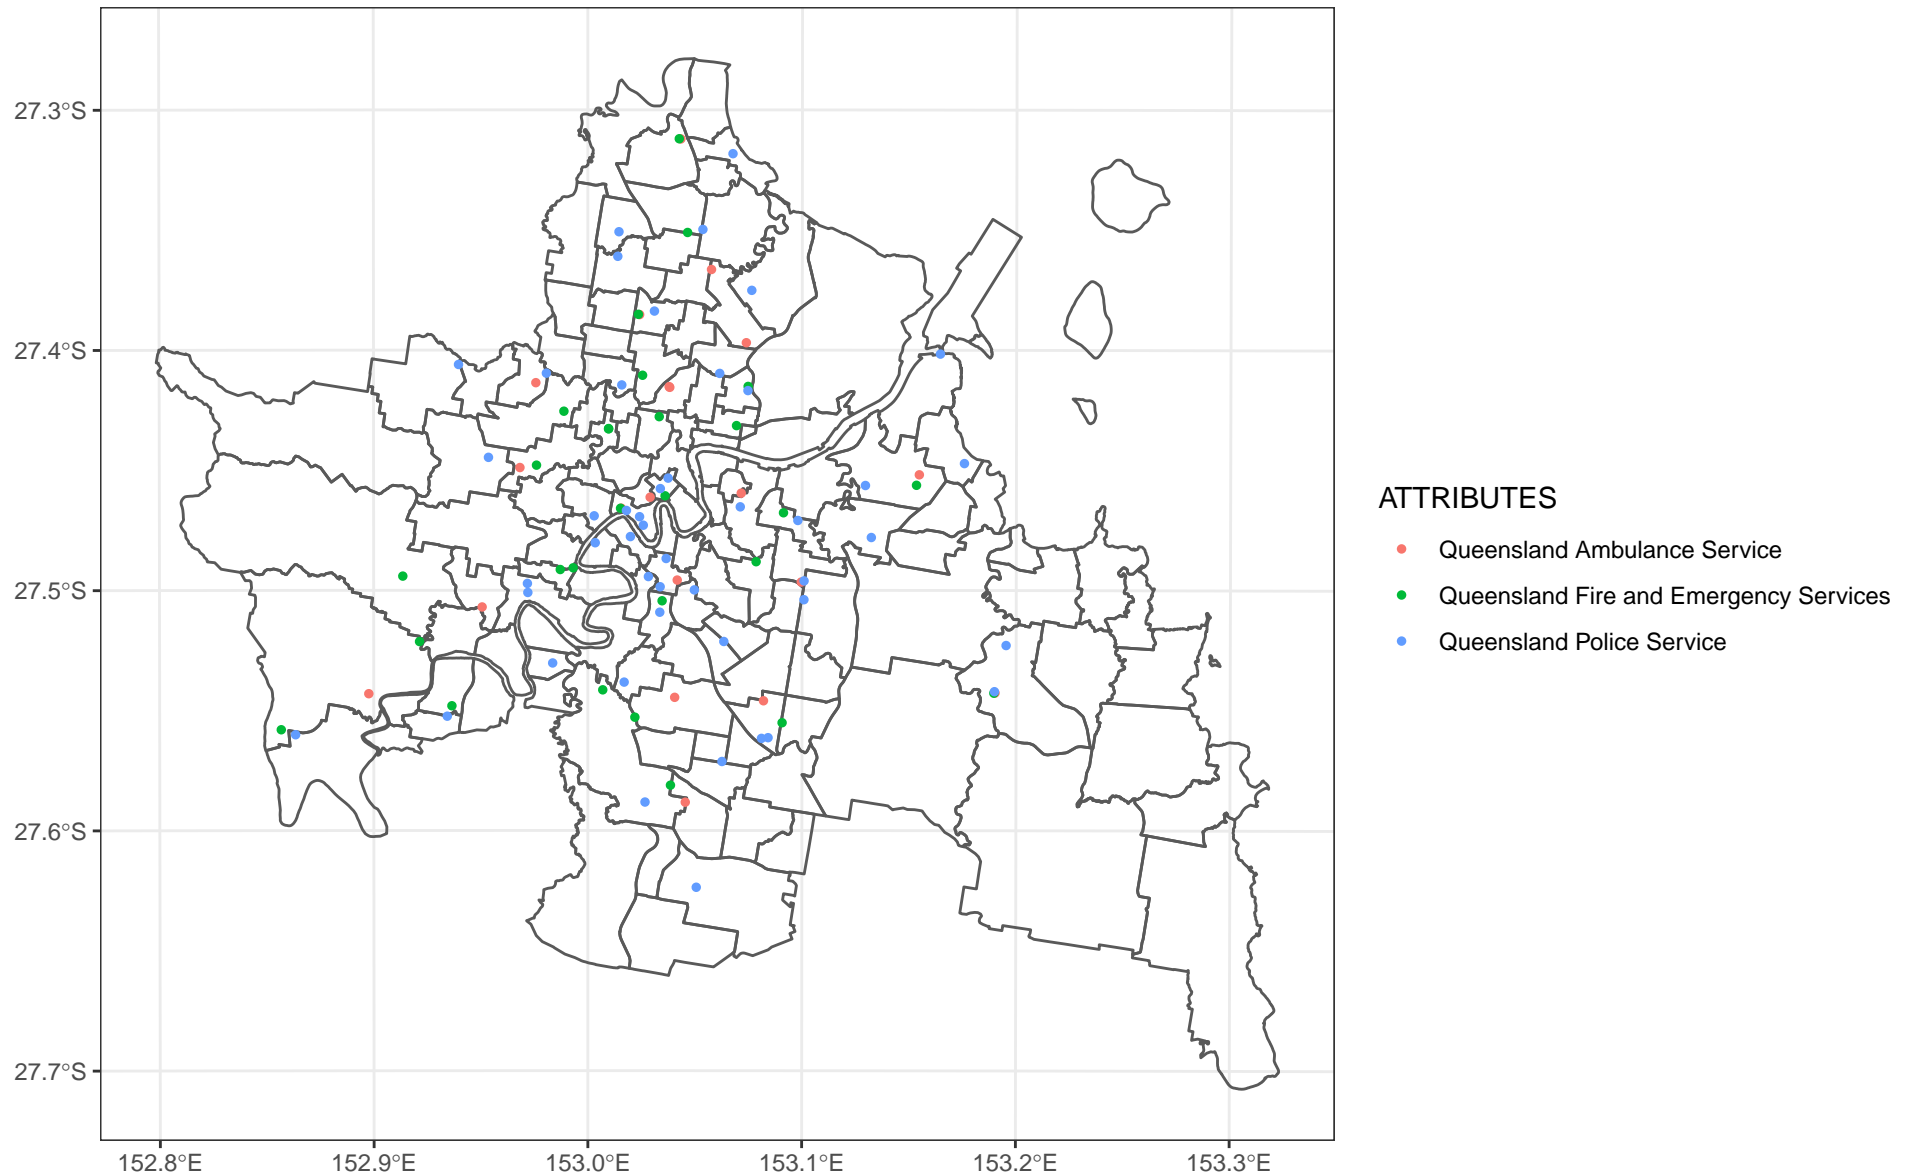 27.3°S
27.4°S
27.5°S
27.6°S
27.7°S
152.8°E
152.9°E
153.0°E
153.1°E
153.2°E
153.3°E
ATTRIBUTES
Queensland Ambulance Service
Queensland Fire and Emergency Services
Queensland Police Service